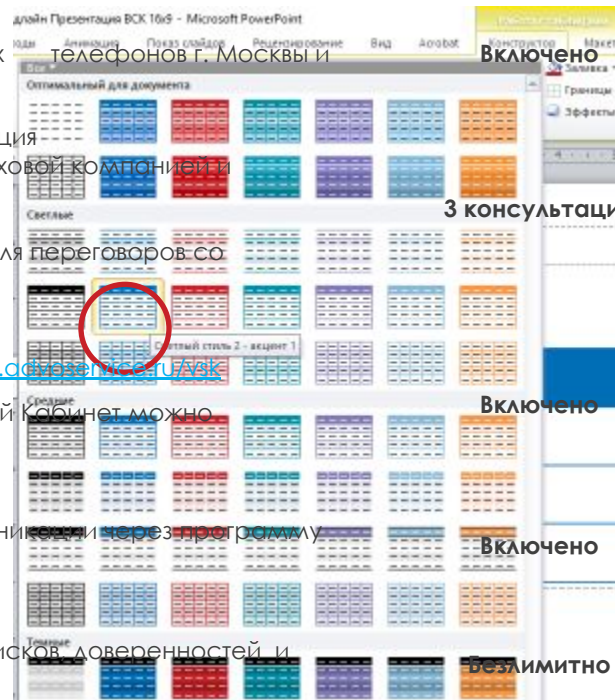 длайн Презентация ВСК 16x9 - Microsoft PowerPoint
Анимация Показ слайдов Рецензирование Вид Acrobat Конструктор Макет
х телефонов г. Москвы и Включено
Все
Заливка
Оптимальный для документа
Границы
Эффекты
ция
ховой компанией и
Светлые
3 консультаци
ля переговоров со
Светлый стиль 2 - акцент 1
.advoservice.ru/vsk
Средние
й Кабинет можно Включено
никации через программу
Включено
Темные
исков, доверенностей и
Безлимитно